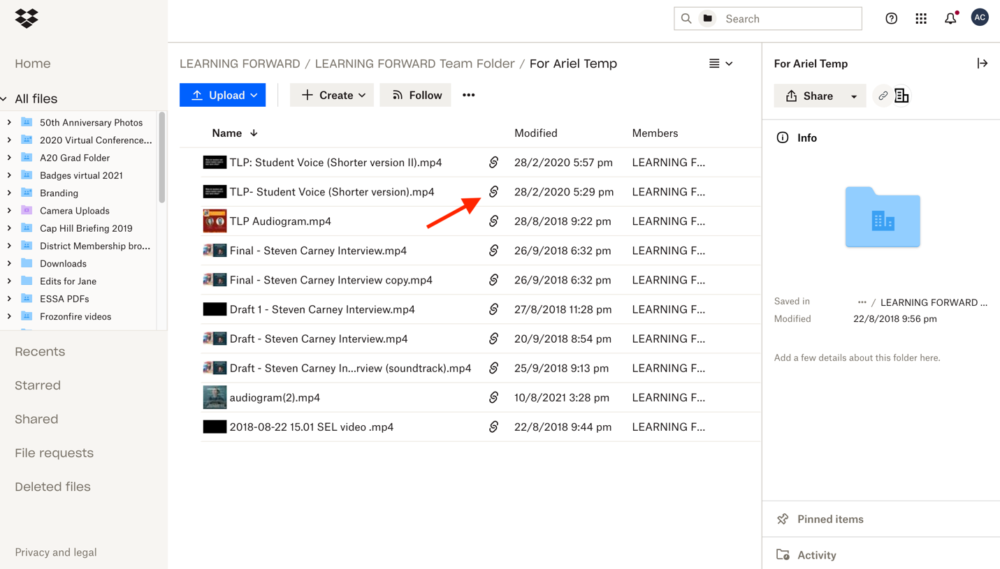 Search
AC
Home
All files
50th Anniversary Photos
2020 Virtual Conference...
A20 Grad Folder
Badges virtual 2021
Branding
Camera Uploads
Cap Hill Briefing 2019
District Membership bro...
Downloads
Edits for Jane
ESSA PDFs
Frozonfire videos
Recents
Starred
Shared
File requests
Deleted files
Privacy and legal
LEARNING FORWARD / LEARNING FORWARD Team Folder / For Ariel Temp
Upload Create Follow •••
Name Modified Members
TLP: Student Voice (Shorter version II).mp4 28/2/2020 5:57 pm LEARNING F...
TLP- Student Voice (Shorter version).mp4 28/2/2020 5:29 pm LEARNING F...
TLP Audiogram.mp4 28/8/2018 9:22 pm LEARNING F...
Final - Steven Carney Interview.mp4 26/9/2018 6:32 pm LEARNING F...
Final - Steven Carney Interview copy.mp4 26/9/2018 6:32 pm LEARNING F...
Draft 1 - Steven Carney Interview.mp4 27/8/2018 11:28 pm LEARNING F...
Draft - Steven Carney Interview.mp4 20/9/2018 8:54 pm LEARNING F...
Draft - Steven Carney In...rview (soundtrack).mp4 25/9/2018 9:13 pm LEARNING F...
audiogram(2).mp4 10/8/2021 3:28 pm LEARNING F...
2018-08-22 15.01 SEL video .mp4 22/8/2018 9:44 pm LEARNING F...
For Ariel Temp
Share
Info
Saved in ••• / LEARNING FORWARD ...
Modified 22/8/2018 9:56 pm
Add a few details about this folder here.
Pinned items
Activity